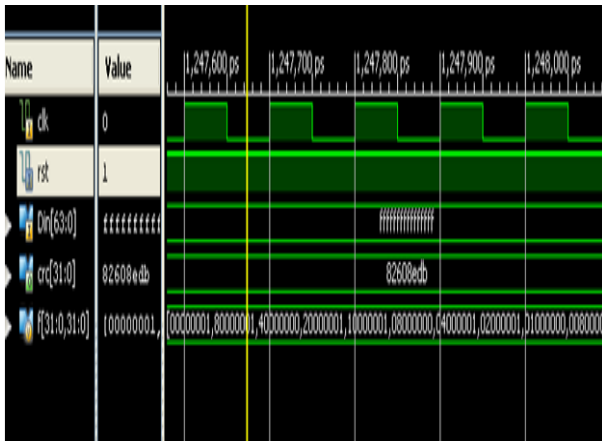 Name Value 1,247,600 ps 1,247,700 ps 1,247,800 ps 1,247,900 ps 1,248,000 ps
clk 0
rst 1
Din[63:0] ffffffffff ffffffffffffffff
crc[31:0] 82608edb 82608edb
f[31:0,31:0] [00000001, [00000001,80000001,40000000,20000001,10000001,08000000,04000001,02000001,01000000,0080000